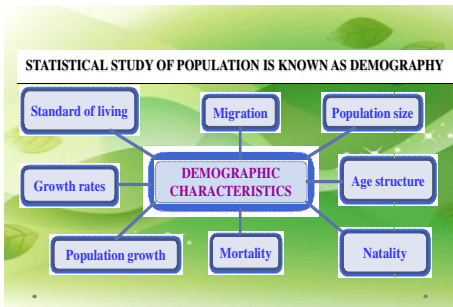 STATISTICAL STUDY OF POPULATION IS KNOWN AS DEMOGRAPHY
Standard of living
Migration
Population size
Growth rates
DEMOGRAPHIC
CHARACTERISTICS
Age structure
Population growth
Mortality
Natality